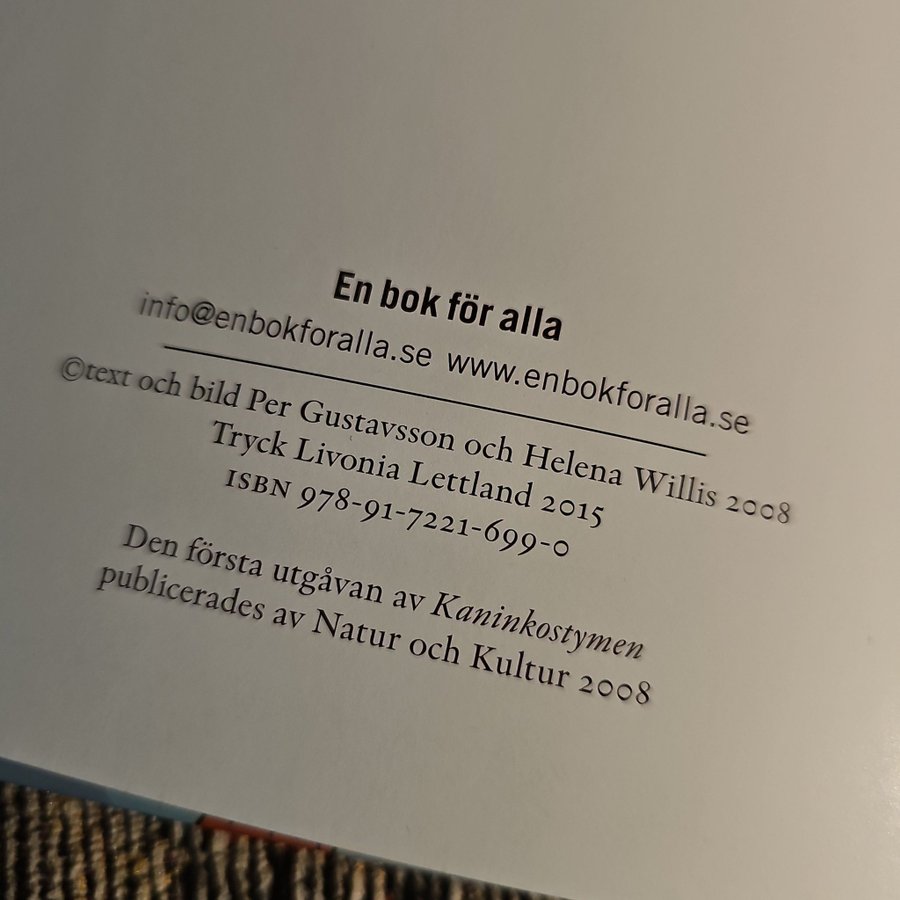 En bok för alla
info@enbokforalla.se www.enbokforalla.se
©text och bild Per Gustavsson och Helena Willis 2008
Tryck Livonia Lettland 2015
ISBN 978-91-7221-699-0
Den första utgåvan av Kaninkostymen
publicerades av Natur och Kultur 2008